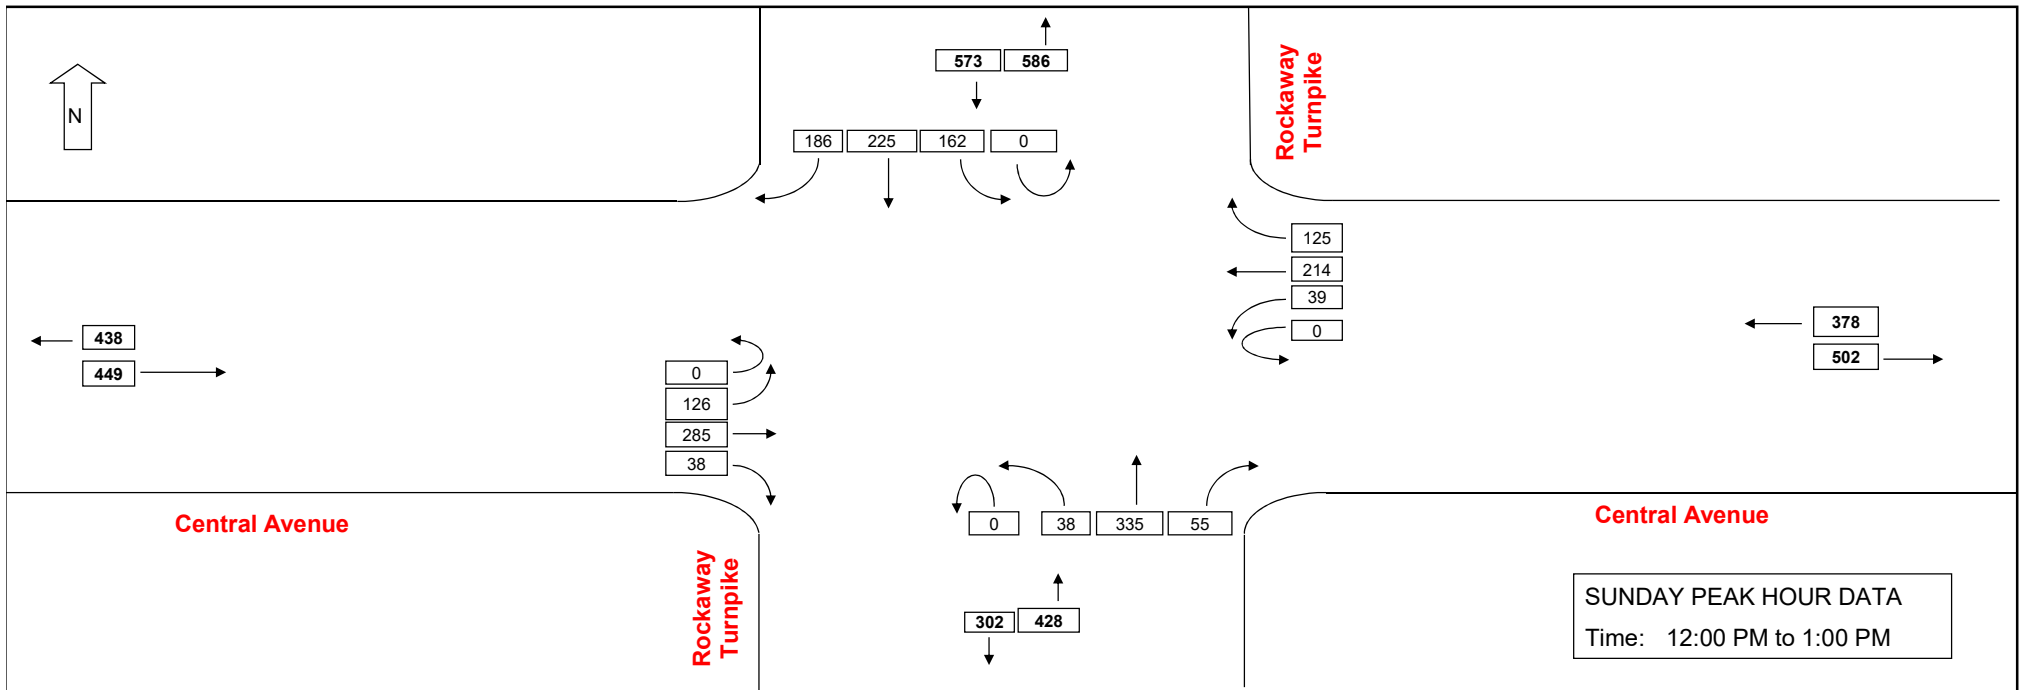 573 586
N
186 225 162 0
Rockaway
Turnpike
125
214
39
0
438
449
378
502
0
126
285
38
0 38 335 55
Central Avenue
Central Avenue
Rockaway
Turnpike
302 428
SUNDAY PEAK HOUR DATA
Time: 12:00 PM to 1:00 PM